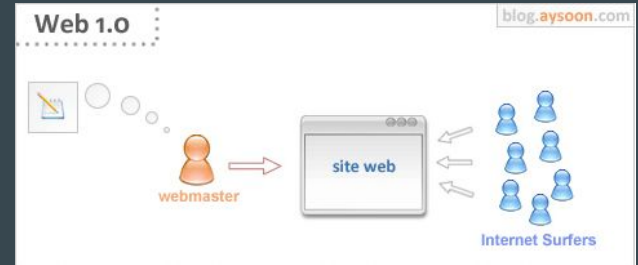 Web 1.0
blog.aysoon.com
site web
webmaster
Internet Surfers